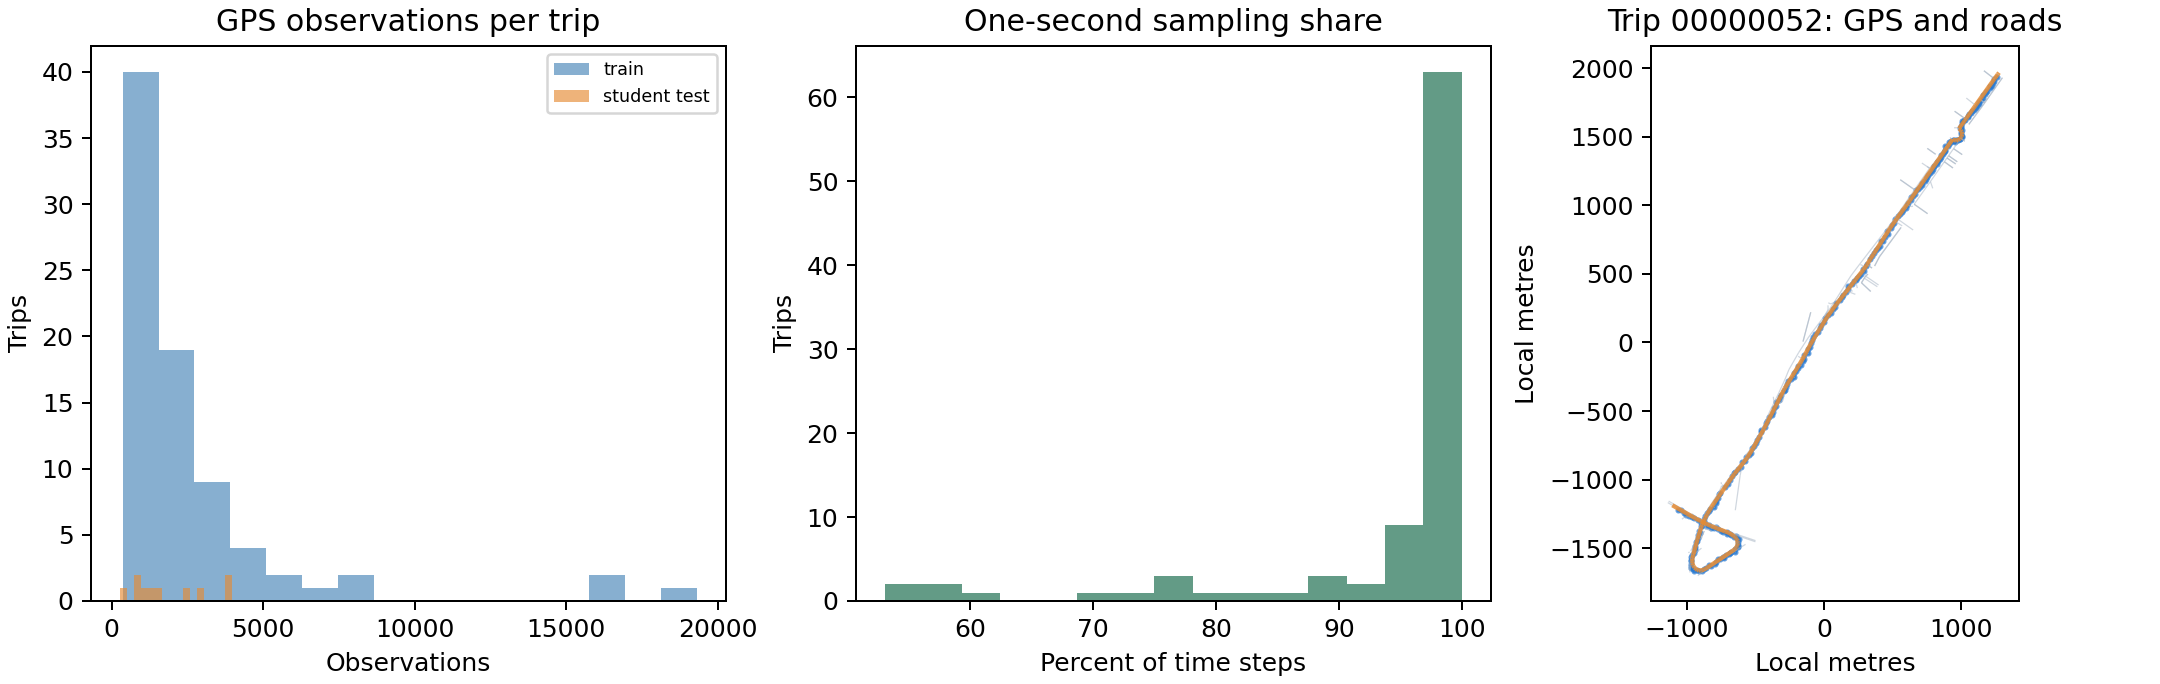 GPS observations per trip
train
student test
40
35
30
25
20
15
10
5
0
Trips
0 5000 10000 15000 20000
Observations
One-second sampling share
60
50
40
30
20
10
0
Trips
60 70 80 90 100
Percent of time steps
Trip 00000052: GPS and roads
2000
1500
1000
500
0
−500
−1000
−1500
Local metres
−1000 0 1000
Local metres